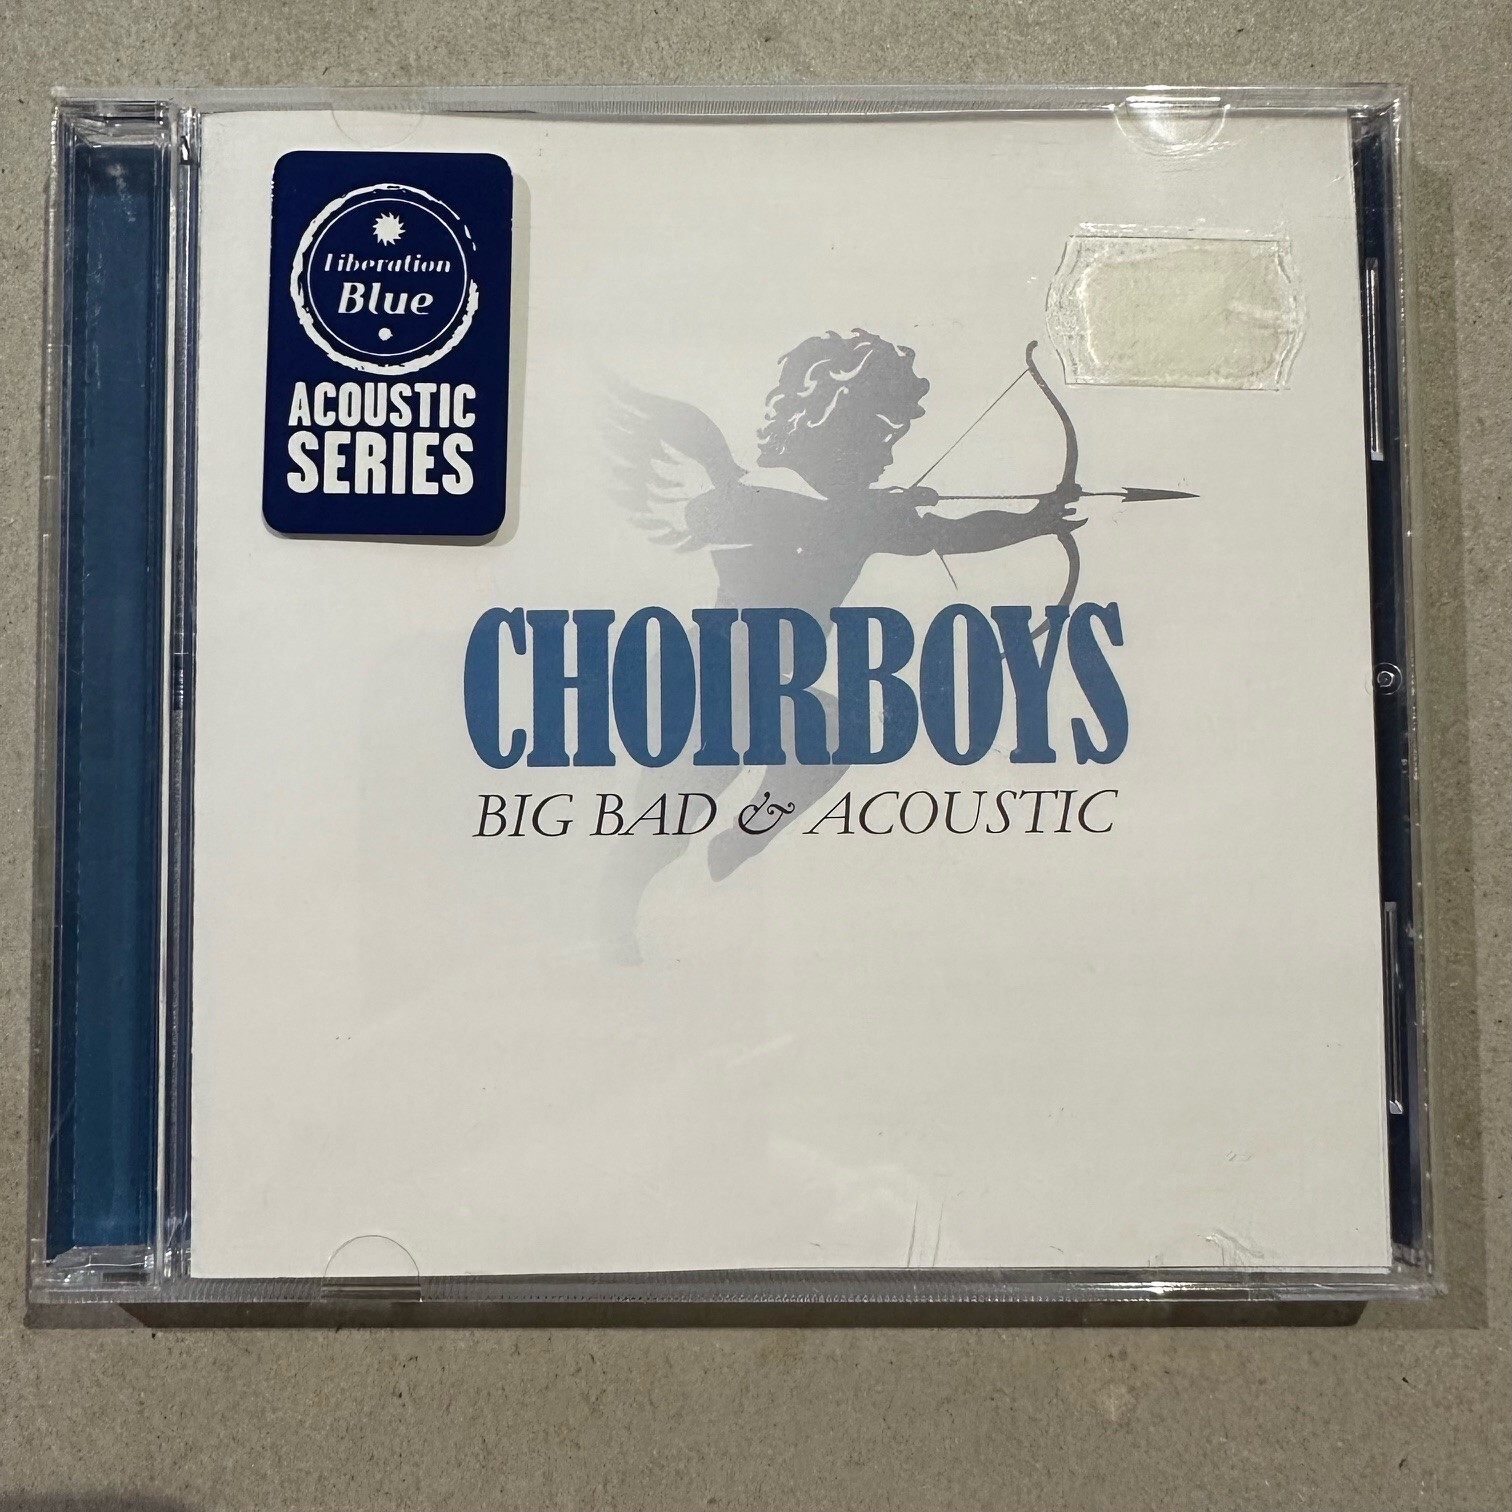 Liberation
Blue
ACOUSTIC
SERIES
CHOIRBOYS
BIG BAD & ACOUSTIC